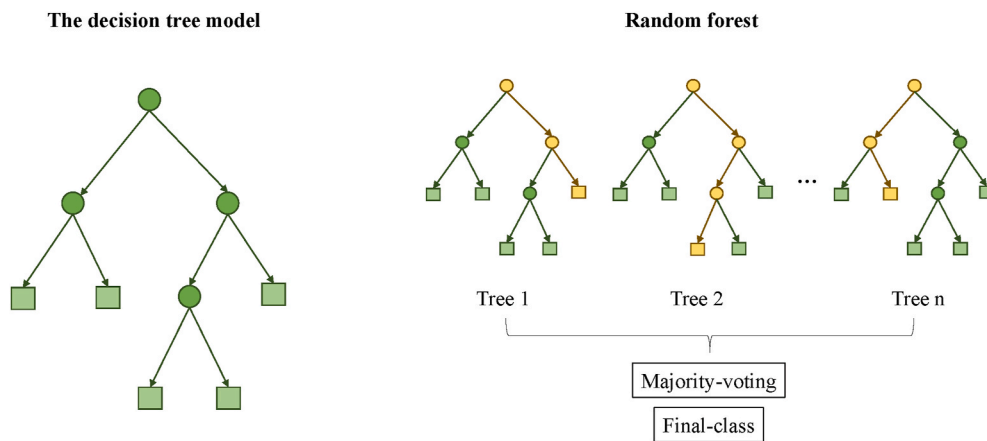 The decision tree model
Random forest
...
Tree 1
Tree 2
Tree n
Majority-voting
Final-class